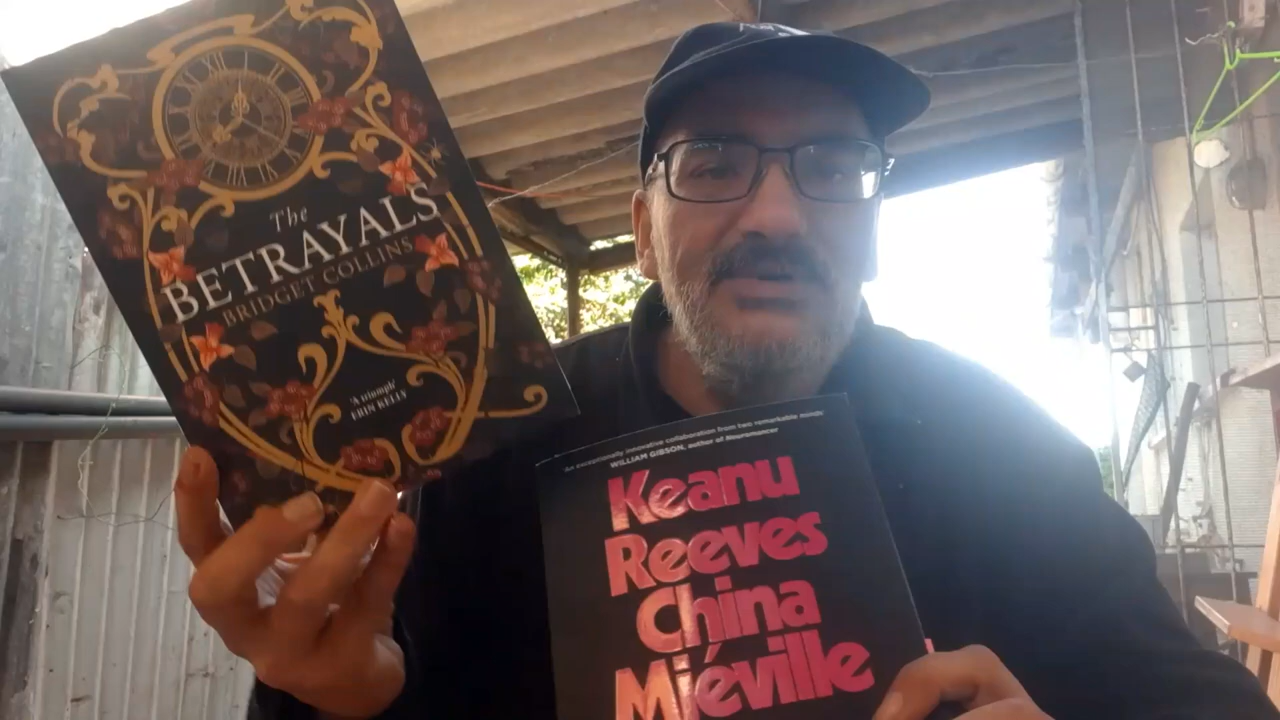 The
BETRAYALS
BRIDGET COLLINS
'A triumph'
ERIN KELLY
'An exceptionally innovative collaboration from two remarkable minds'
WILLIAM GIBSON, author of Neuromancer
Keanu
Reeves
China
Miéville